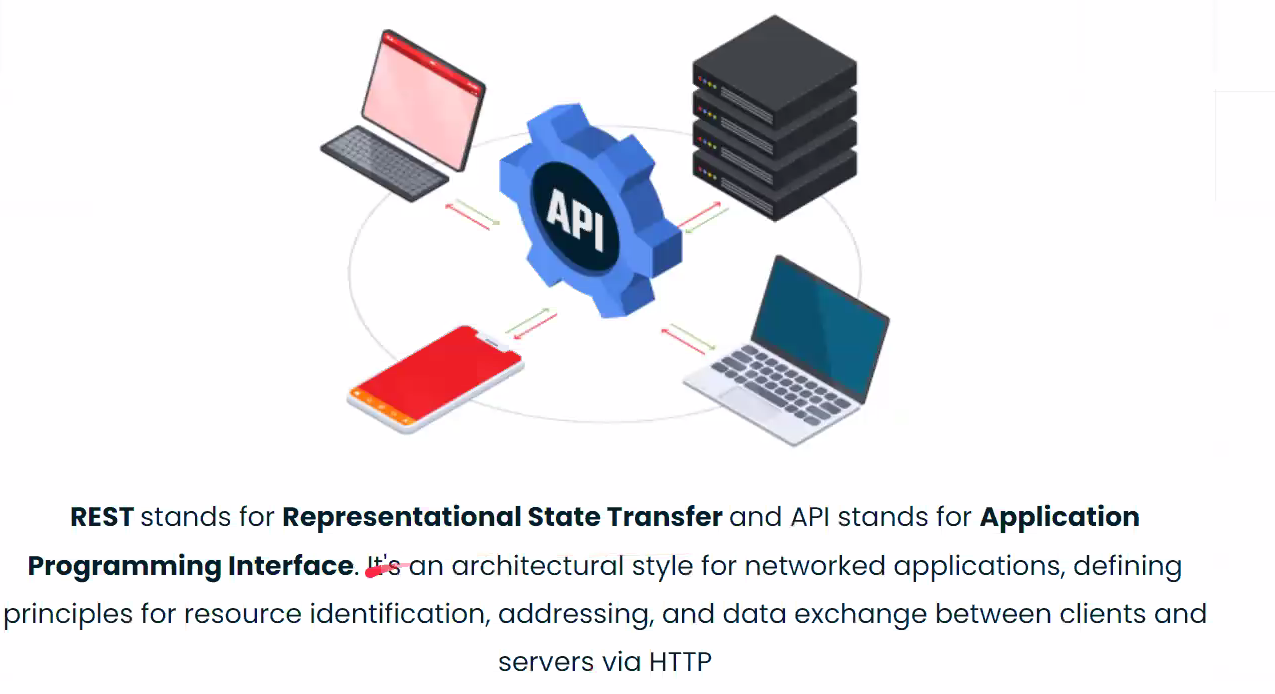 API
REST stands for Representational State Transfer and API stands for Application
Programming Interface. It's an architectural style for networked applications, defining
principles for resource identification, addressing, and data exchange between clients and
servers via HTTP